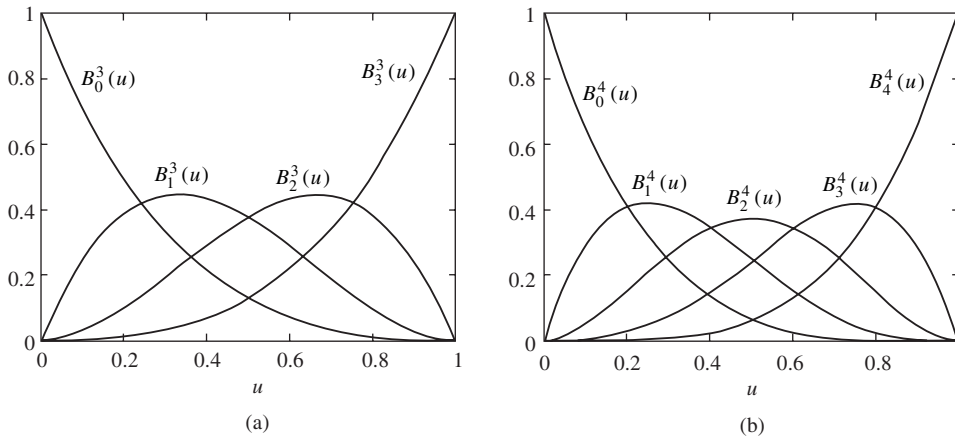 1
0.8
0.6
0.4
0.2
0
0 0.2 0.4 0.6 0.8 1
u
(a)
B_0^3(u)
B_1^3(u)
B_2^3(u)
B_3^3(u)
1
0.8
0.6
0.4
0.2
0
0 0.2 0.4 0.6 0.8
u
(b)
B_0^4(u)
B_1^4(u)
B_2^4(u)
B_3^4(u)
B_4^4(u)